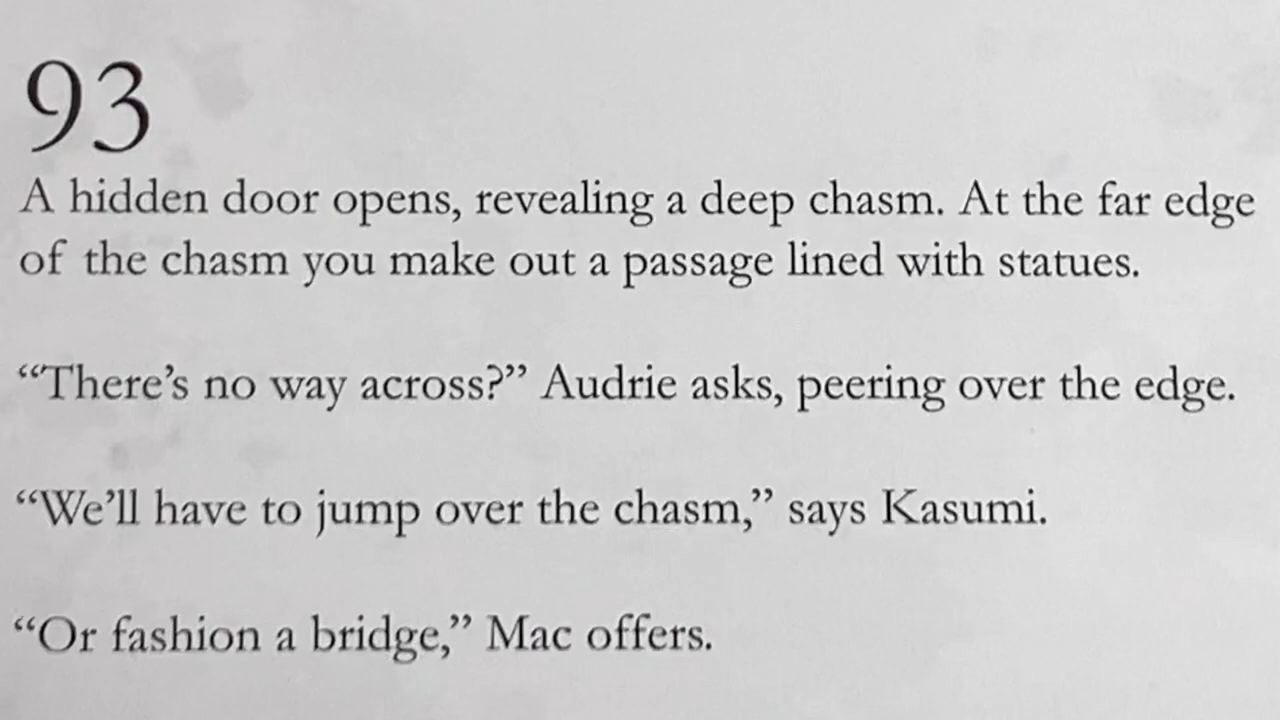 93
A hidden door opens, revealing a deep chasm. At the far edge
of the chasm you make out a passage lined with statues.
“There’s no way across?” Audrie asks, peering over the edge.
“We’ll have to jump over the chasm,” says Kasumi.
“Or fashion a bridge,” Mac offers.